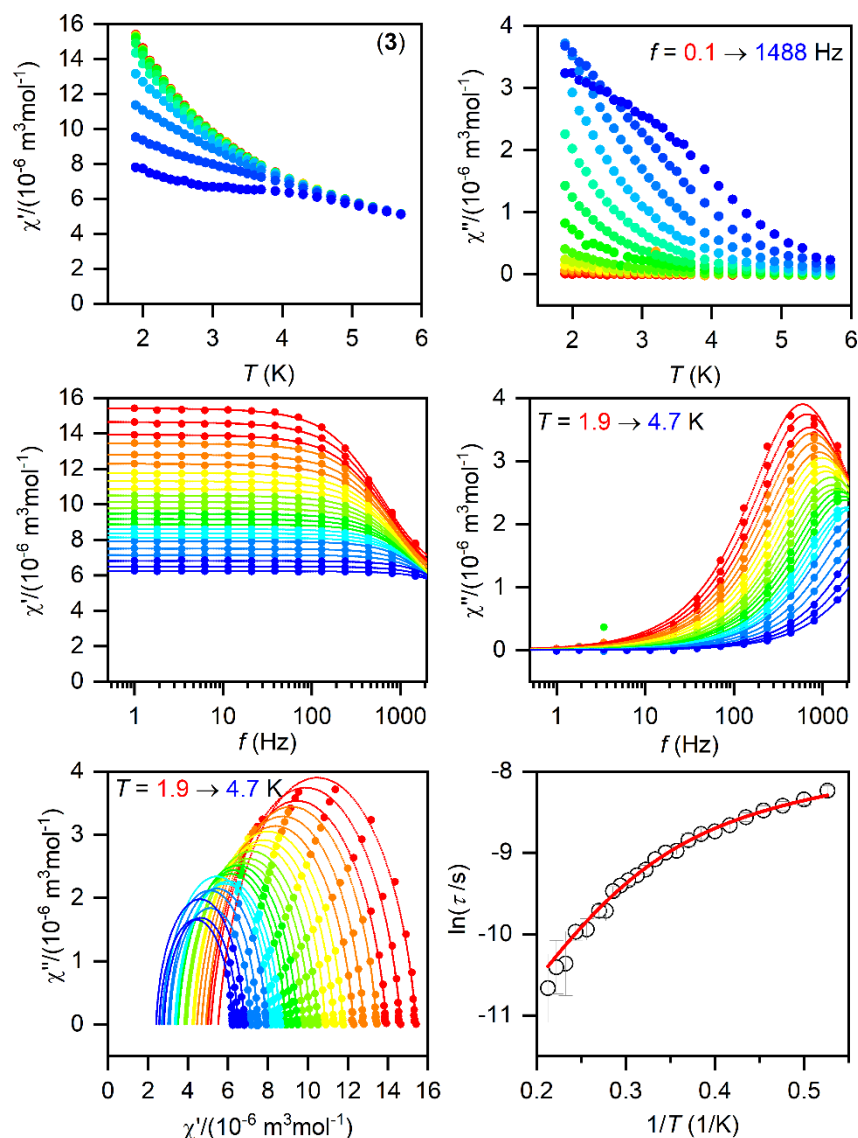 (3)
χ'/(10⁻⁶ m³mol⁻¹)
16
14
12
10
8
6
4
2
0
2 3 4 5 6
T (K)
f = 0.1 → 1488 Hz
χ''/(10⁻⁶ m³mol⁻¹)
4
3
2
1
0
2 3 4 5 6
T (K)
χ'/(10⁻⁶ m³mol⁻¹)
16
14
12
10
8
6
4
2
0
1 10 100 1000
f (Hz)
T = 1.9 → 4.7 K
χ''/(10⁻⁶ m³mol⁻¹)
4
3
2
1
0
1 10 100 1000
f (Hz)
T = 1.9 → 4.7 K
χ''/(10⁻⁶ m³mol⁻¹)
4
3
2
1
0
0 2 4 6 8 10 12 14 16
χ'/(10⁻⁶ m³mol⁻¹)
ln(τ /s)
-8
-9
-10
-11
0.2 0.3 0.4 0.5
1/T (1/K)